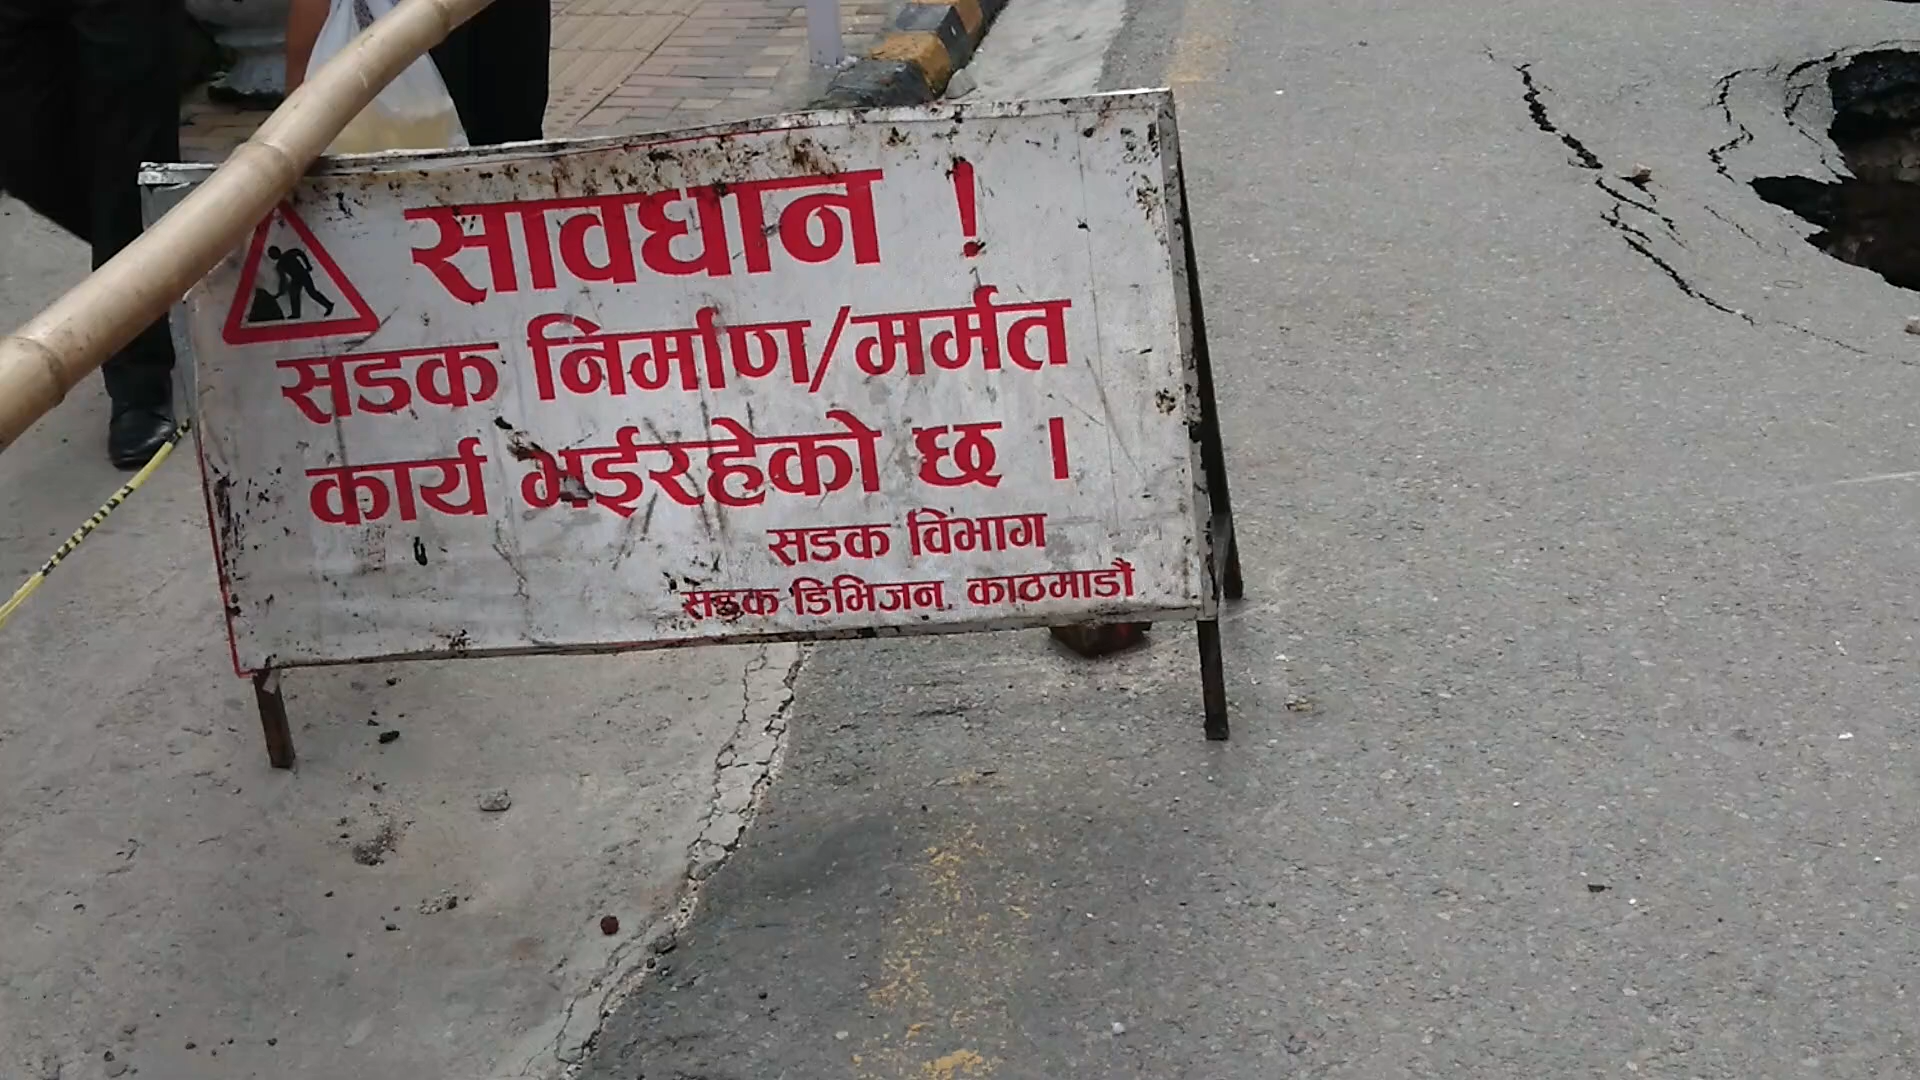 सावधान !
सडक निर्माण/मर्मत
कार्य भईरहेको छ ।
सडक विभाग
सडक डिभिजन, काठमाडौं